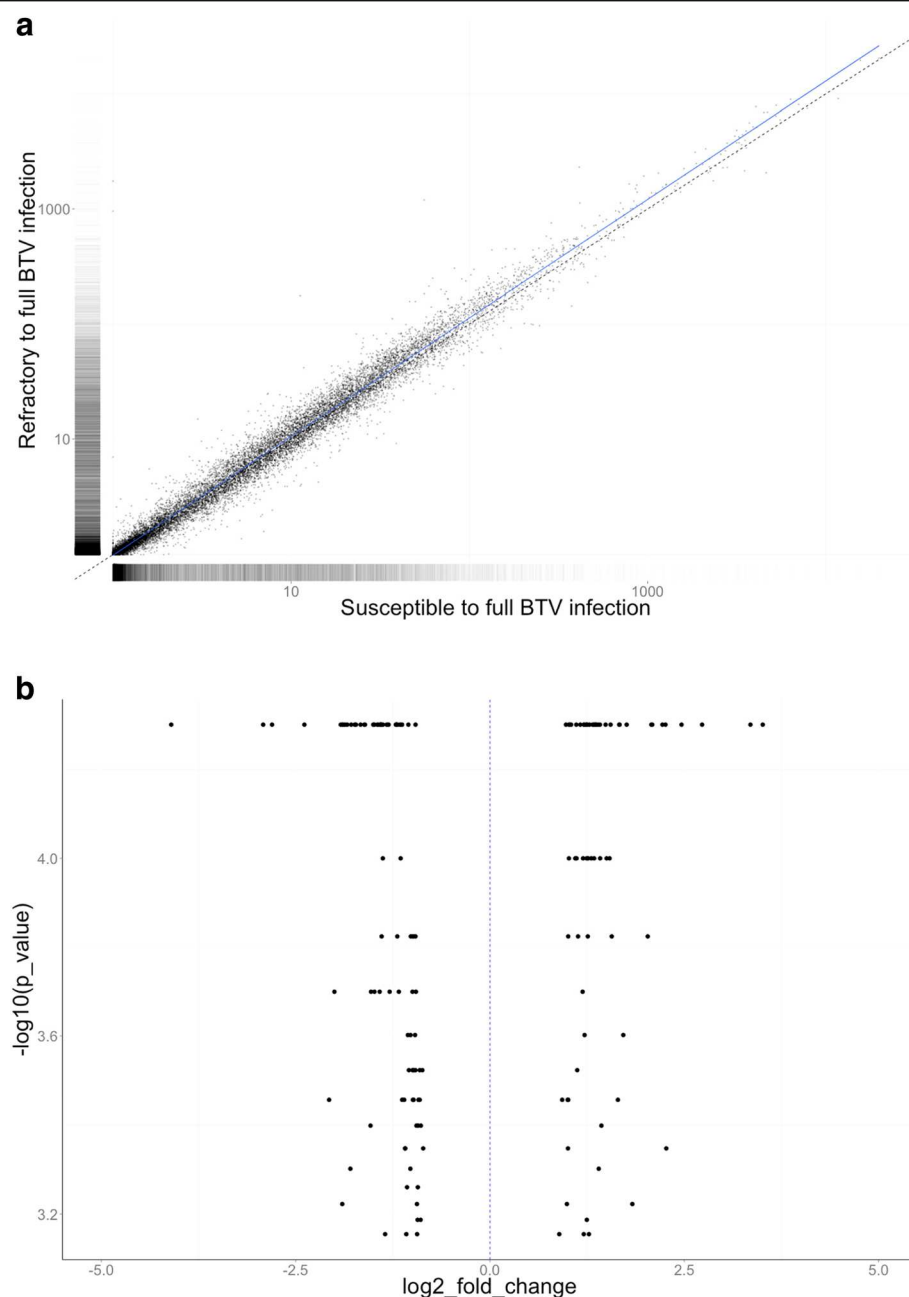 a
Refractory to full BTV infection
1000
10
10
1000
Susceptible to full BTV infection
b
-log10(p_value)
4.0
3.6
3.2
-5.0
-2.5
0.0
2.5
5.0
log2_fold_change